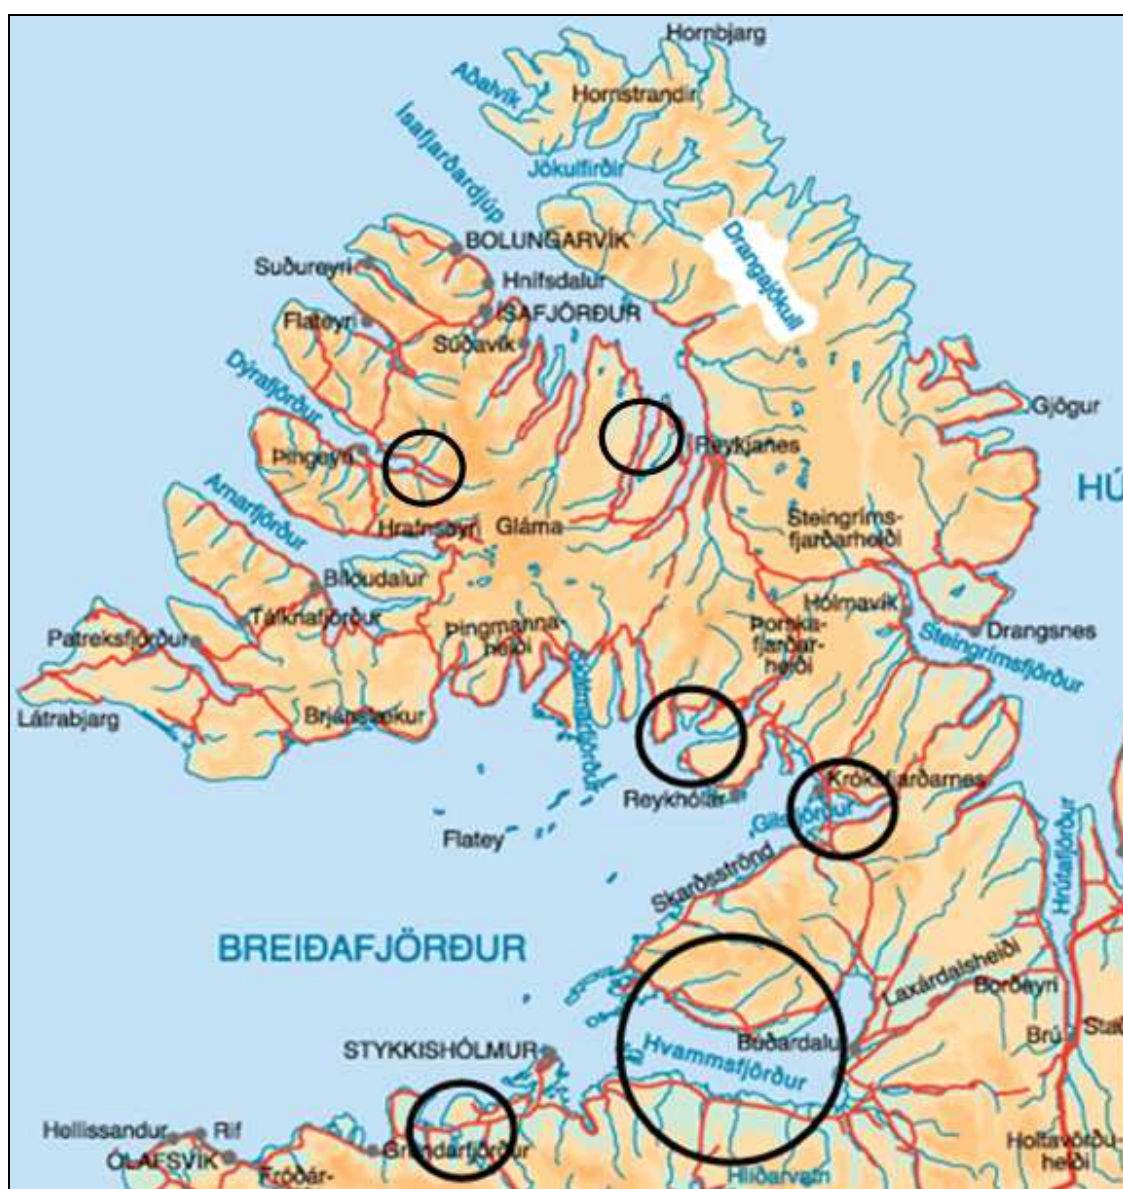 Hornbjarg
Aðalvík
Hornstrandir
Ísafjarðardjúp
Jökulfirðir
Drangajökull
BOLUNGARVÍK
Suðureyri
Hnífsdalur
ÍSAFJÖRÐUR
Flateyri
Súðavík
Dýrafjörður
Gjögur
Þingeyri
Reykjanes
Arnarfjörður
HÚ
Hrafnseyri
Gláma
Steingríms-
fjarðarheiði
Bíldudalur
Hólmavík
Tálknafjörður
Þingmanna-
heiði
Þorska-
fjarðar-
heiði
Patreksfjörður
Drangsnes
Steingrímsfjörður
Látrabjarg
Brjánslækur
Króksfjarðarnes
Reykhólar
Gilsfjörður
Flatey
Hrútafjörður
Skarðsströnd
BREIÐAFJÖRÐUR
Laxárdalsheiði
Borðeyri
Brú
Sta
STYKKISHÓLMUR
Búðardalu
Hvammsfjörður
Hellissandur
Rif
ÓLAFSVÍK
Grundarfjörður
Fróðár-
Hlíðarvatn
Holtavörðu-
heiði